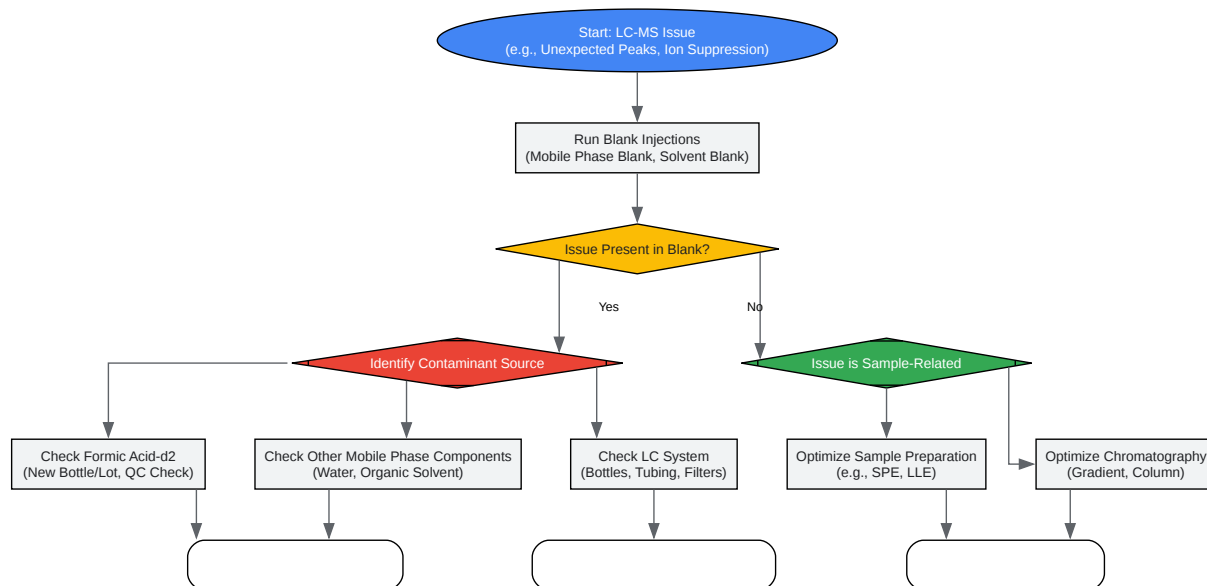 Start: LC-MS Issue
(e.g., Unexpected Peaks, Ion Suppression)
Run Blank Injections
(Mobile Phase Blank, Solvent Blank)
Issue Present in Blank?
Yes
No
Identify Contaminant Source
Issue is Sample-Related
Check Formic Acid-d2
(New Bottle/Lot, QC Check)
Check Other Mobile Phase Components
(Water, Organic Solvent)
Check LC System
(Bottles, Tubing, Filters)
Optimize Sample Preparation
(e.g., SPE, LLE)
Optimize Chromatography
(Gradient, Column)